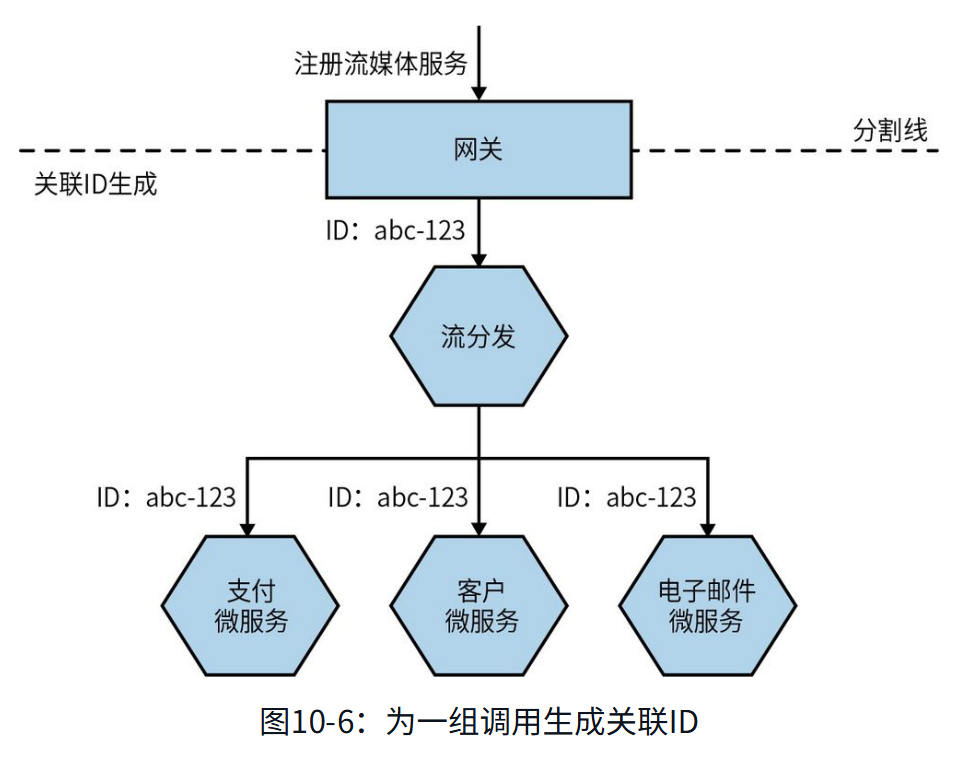 注册流媒体服务
网关
分割线
关联ID生成
ID：abc-123
流分发
ID：abc-123
ID：abc-123
ID：abc-123
支付
微服务
客户
微服务
电子邮件
微服务
图10-6：为一组调用生成关联ID